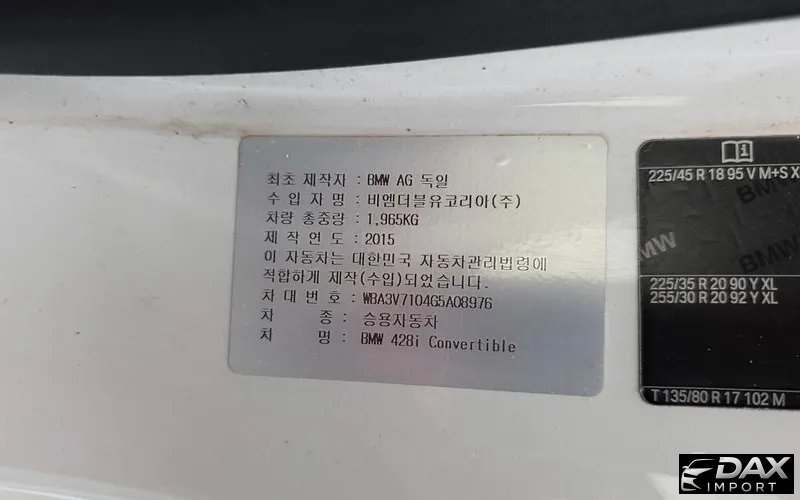 최초 제작자 : BMW AG 독일
수 입 자 명 : 비엠더블유코리아(주)
차량 총중량 : 1,965KG
제 작 연 도 : 2015
이 자동차는 대한민국 자동차관리법령에
적합하게 제작(수입)되었습니다.
차 대 번 호 : WBA3V7104G5A08976
차 종 : 승용자동차
차 명 : BMW 428i Convertible
225/45 R 18 95 V M+S X
BMW
BMW
225/35 R 20 90 Y XL
255/30 R 20 92 Y XL
T 135/80 R 17 102 M
DAX
IMPORT